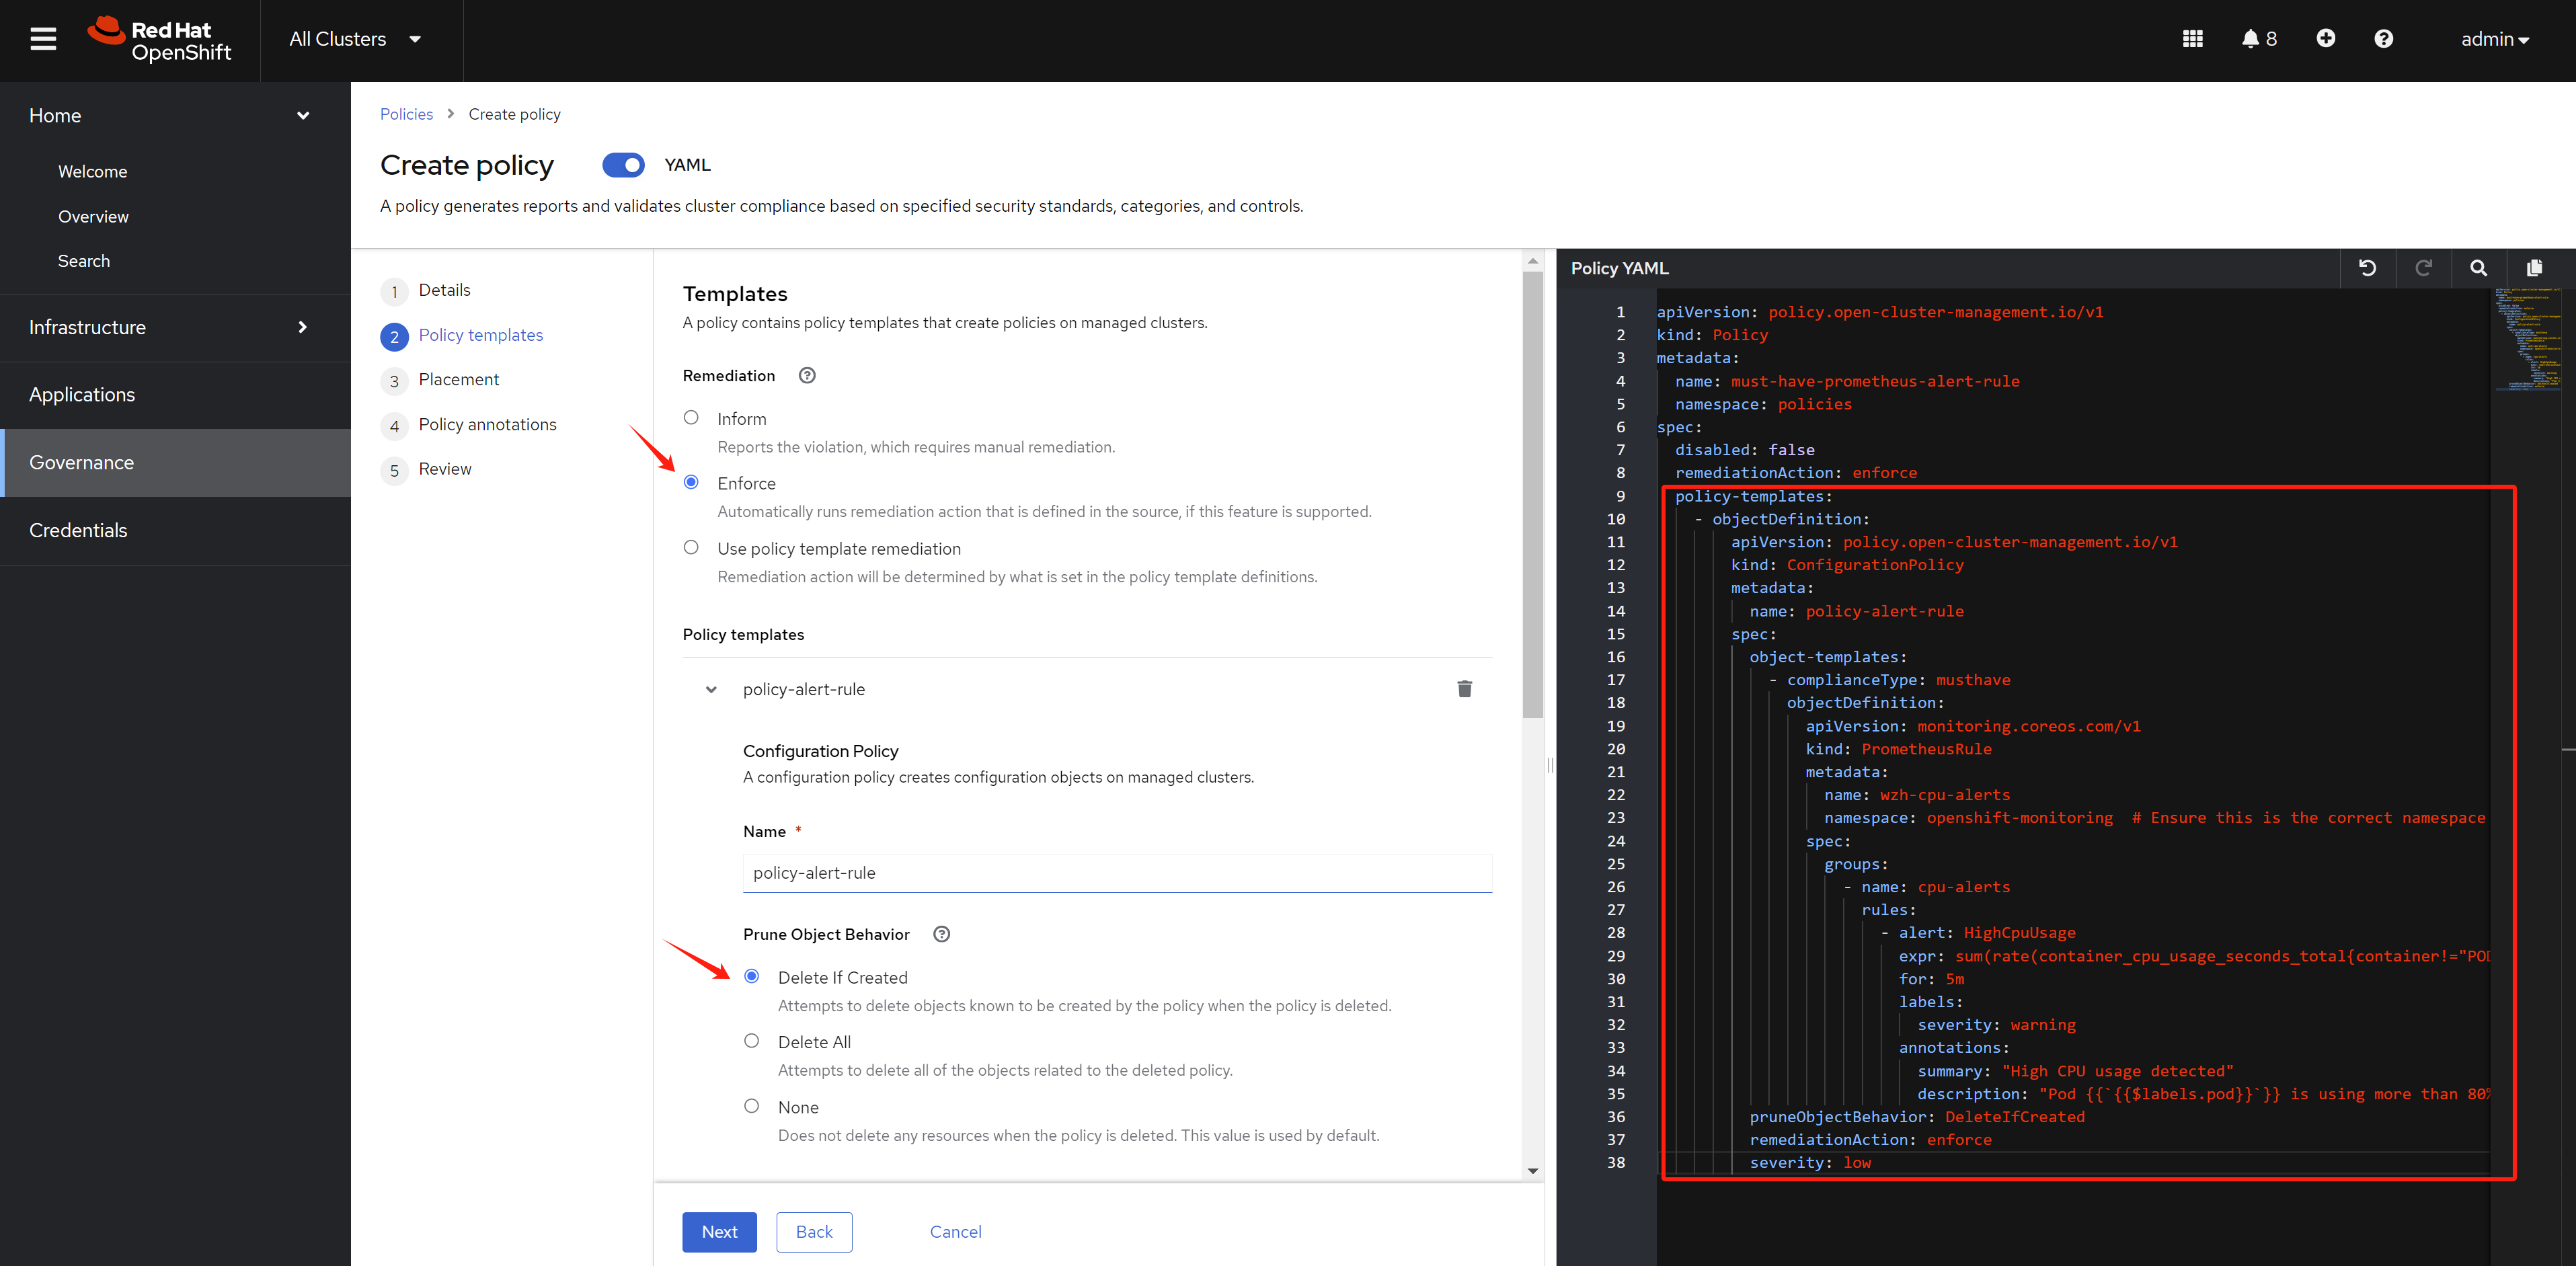 Red Hat
OpenShift
All Clusters
8
admin
Home
Welcome
Overview
Search
Infrastructure
Applications
Governance
Credentials
Policies > Create policy
Create policy
YAML
A policy generates reports and validates cluster compliance based on specified security standards, categories, and controls.
1 Details
2 Policy templates
3 Placement
4 Policy annotations
5 Review
Templates
A policy contains policy templates that create policies on managed clusters.
Remediation
Inform
Reports the violation, which requires manual remediation.
Enforce
Automatically runs remediation action that is defined in the source, if this feature is supported.
Use policy template remediation
Remediation action will be determined by what is set in the policy template definitions.
Policy templates
policy-alert-rule
Configuration Policy
A configuration policy creates configuration objects on managed clusters.
Name *
policy-alert-rule
Prune Object Behavior
Delete If Created
Attempts to delete objects known to be created by the policy when the policy is deleted.
Delete All
Attempts to delete all of the objects related to the deleted policy.
None
Does not delete any resources when the policy is deleted. This value is used by default.
Next
Back
Cancel
Policy YAML
1 apiVersion: policy.open-cluster-management.io/v1
2 kind: Policy
3 metadata:
4 name: must-have-prometheus-alert-rule
5 namespace: policies
6 spec:
7 disabled: false
8 remediationAction: enforce
9 policy-templates:
10 - objectDefinition:
11 apiVersion: policy.open-cluster-management.io/v1
12 kind: ConfigurationPolicy
13 metadata:
14 name: policy-alert-rule
15 spec:
16 object-templates:
17 - complianceType: musthave
18 objectDefinition:
19 apiVersion: monitoring.coreos.com/v1
20 kind: PrometheusRule
21 metadata:
22 name: wzh-cpu-alerts
23 namespace: openshift-monitoring # Ensure this is the correct namespace
24 spec:
25 groups:
26 - name: cpu-alerts
27 rules:
28 - alert: HighCpuUsage
29 expr: sum(rate(container_cpu_usage_seconds_total{container!="POD
30 for: 5m
31 labels:
32 severity: warning
33 annotations:
34 summary: "High CPU usage detected"
35 description: "Pod {{`{{$labels.pod}}`}} is using more than 80%
36 pruneObjectBehavior: DeleteIfCreated
37 remediationAction: enforce
38 severity: low